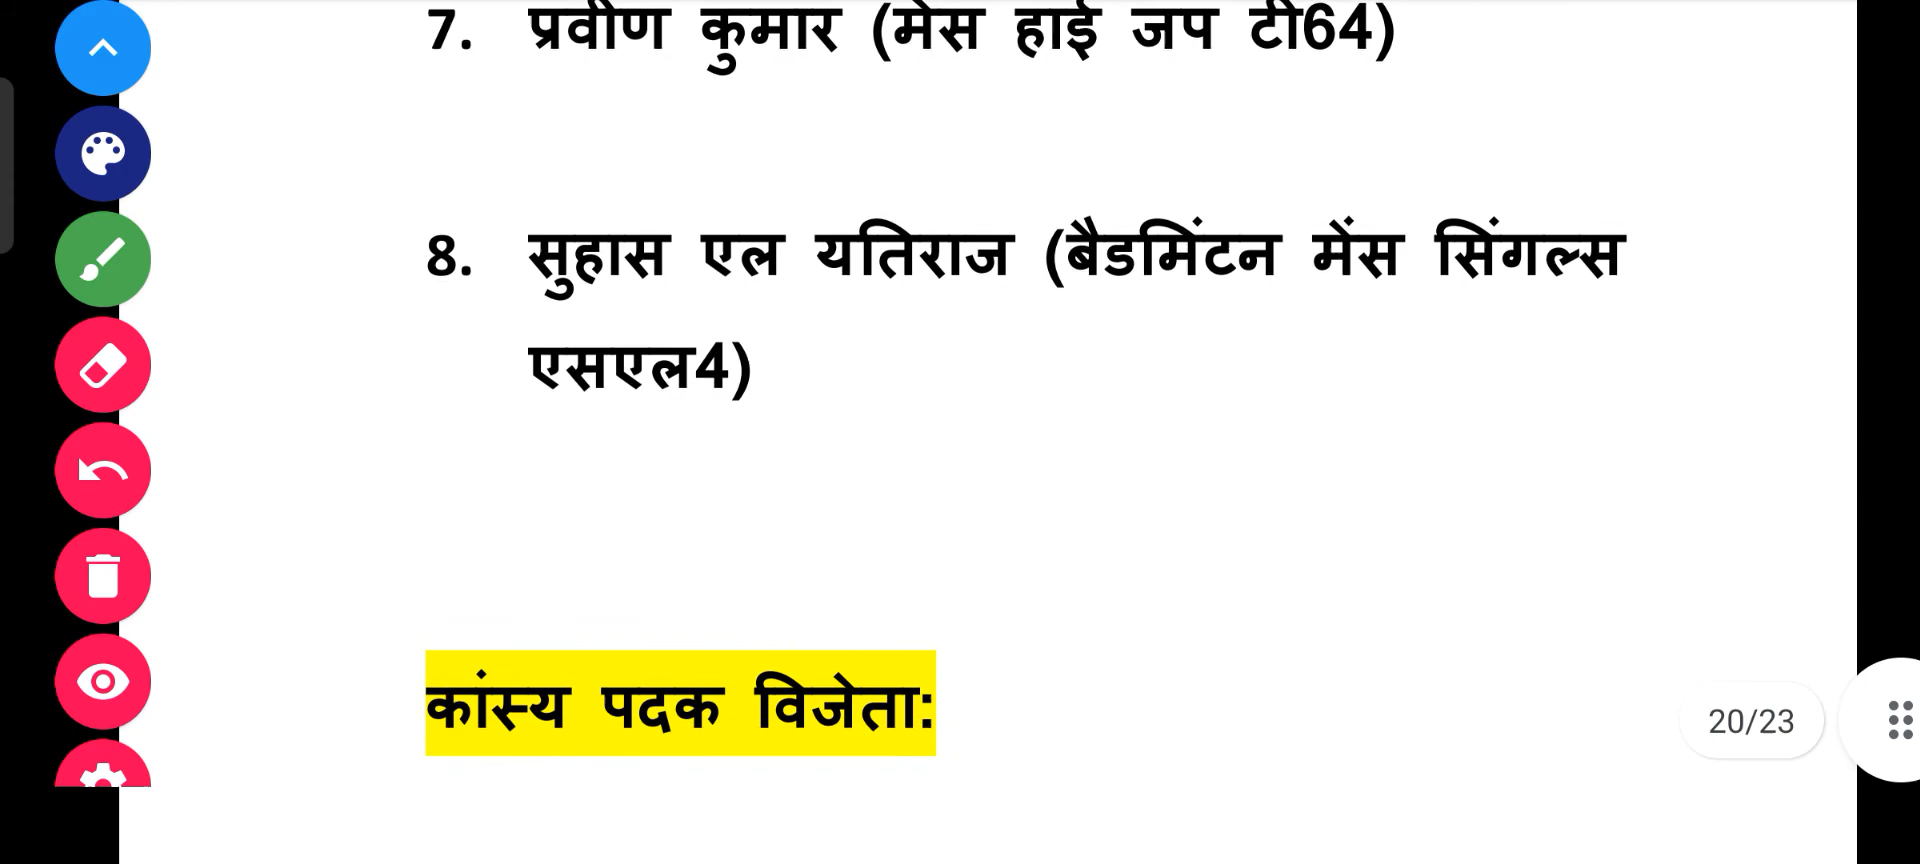 7. प्रवीण कुमार (मेंस हाई जंप टी64)
8. सुहास एल यतिराज (बैडमिंटन मेंस सिंगल्स
एसएल4)
कांस्य पदक विजेता:
20/23